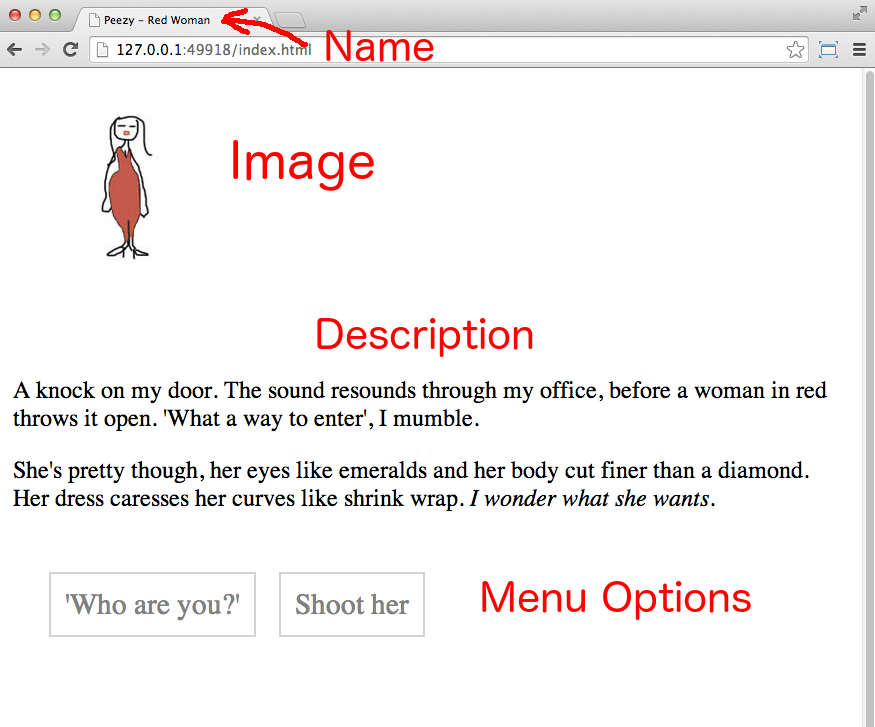 Peezy – Red Woman
127.0.0.1:49918/index.html
Name
Image
Description
A knock on my door. The sound resounds through my office, before a woman in red
throws it open. 'What a way to enter', I mumble.
She's pretty though, her eyes like emeralds and her body cut finer than a diamond.
Her dress caresses her curves like shrink wrap. I wonder what she wants.
'Who are you?' Shoot her Menu Options